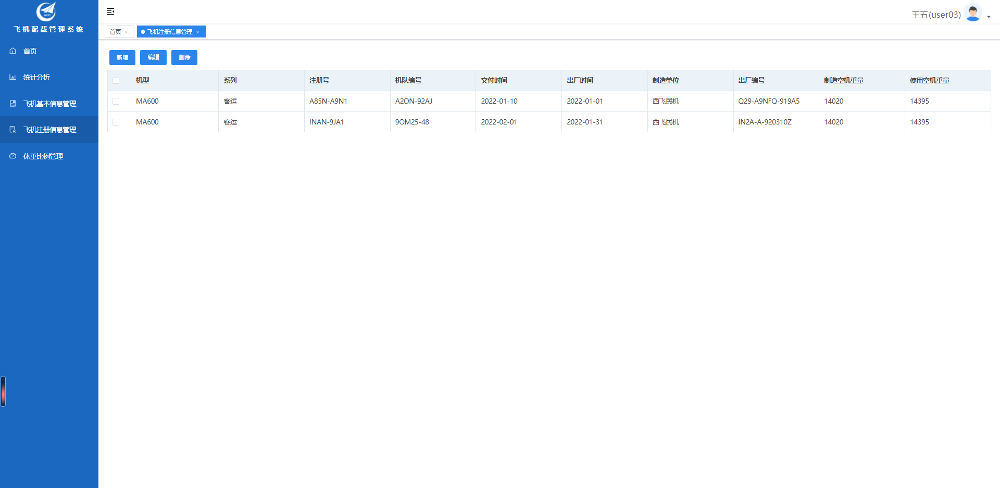 飞机配载管理系统
首页
统计分析
飞机基本信息管理
飞机注册信息管理
体重比例管理
王五(user03)
首页 × 飞机注册信息管理 ×
新增 编辑 删除
机型 系列 注册号 机队编号 交付时间 出厂时间 制造单位 出厂编号 制造空机重量 使用空机重量
MA600 客运 A85N-A9N1 A2ON-92AJ 2022-01-10 2022-01-01 西飞民机 Q29-A9NFQ-919A5 14020 14395
MA600 客运 INAN-9JA1 9OM25-48 2022-02-01 2022-01-31 西飞民机 IN2A-A-920310Z 14020 14395